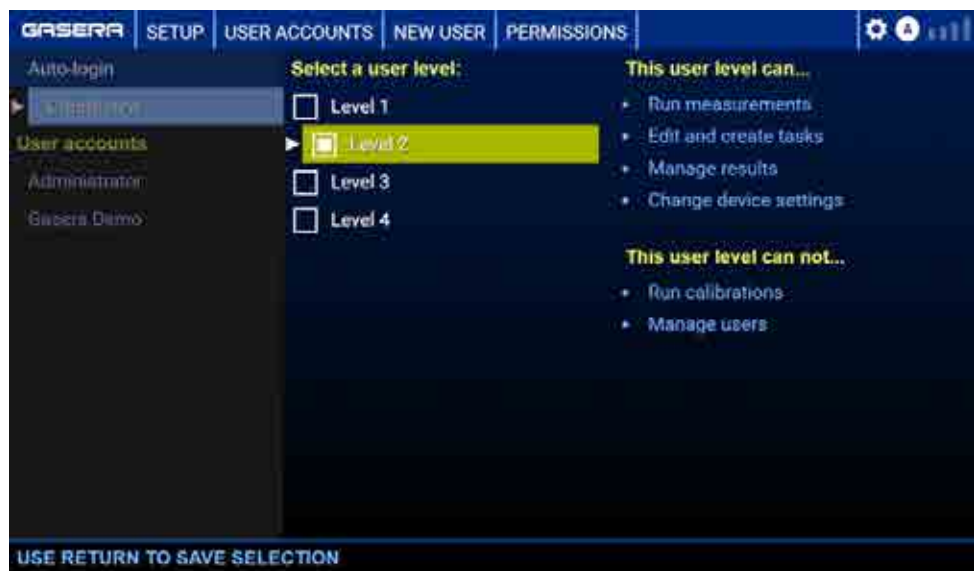 GASERA SETUP USER ACCOUNTS NEW USER PERMISSIONS A
Auto-login
User accounts
Administrator
Gasera Demo
Select a user level:
Level 1
Level 2
Level 3
Level 4
This user level can...
• Run measurements
• Edit and create tasks
• Manage results
• Change device settings
This user level can not...
• Run calibrations
• Manage users
USE RETURN TO SAVE SELECTION